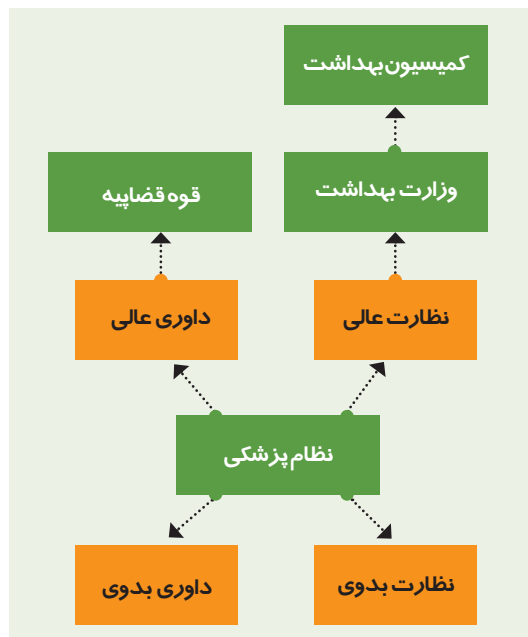 کمیسیون بهداشت
وزارت بهداشت
قوه قضاییه
نظارت عالی
داوری عالی
نظام پزشکی
نظارت بدوی
داوری بدوی